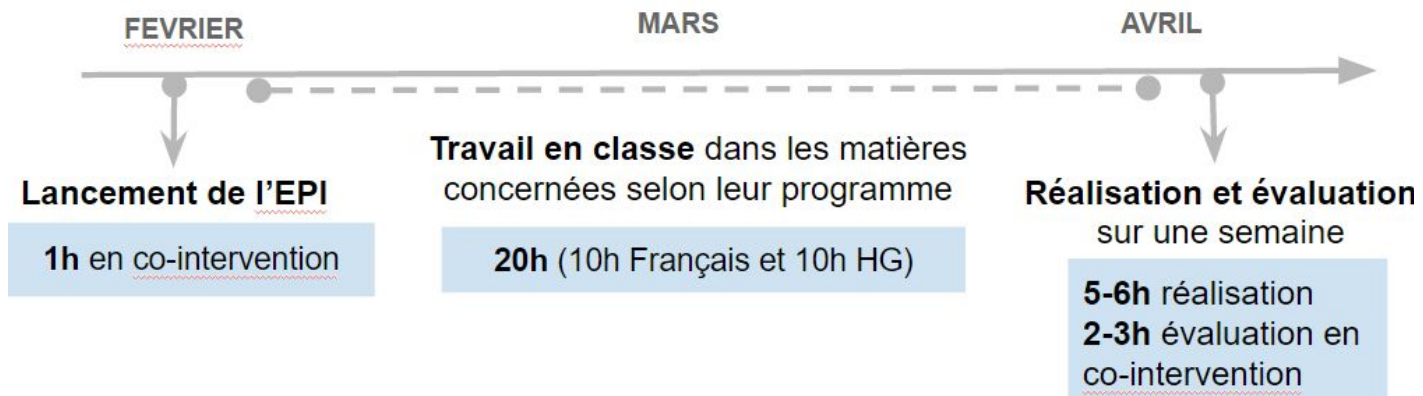 FEVRIER
MARS
AVRIL
Lancement de l’EPI
1h en co-intervention
Travail en classe dans les matières
concernées selon leur programme
20h (10h Français et 10h HG)
Réalisation et évaluation
sur une semaine
5-6h réalisation
2-3h évaluation en
co-intervention